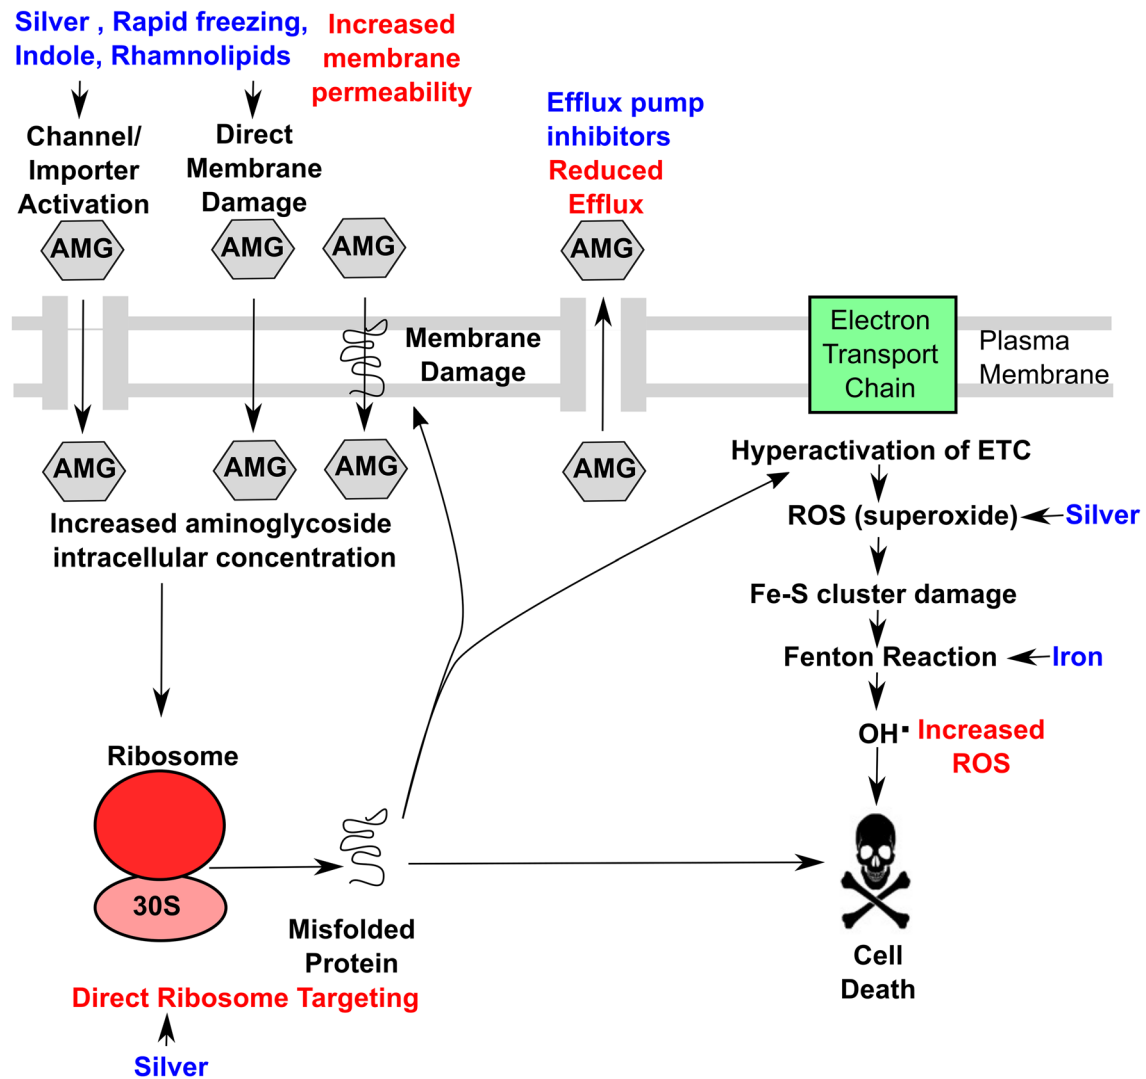 Silver , Rapid freezing,
Indole, Rhamnolipids
Increased
membrane
permeability
Channel/
Importer
Activation
Direct
Membrane
Damage
Efflux pump
inhibitors
Reduced
Efflux
AMG
AMG
AMG
AMG
Membrane
Damage
Electron
Transport
Chain
Plasma
Membrane
AMG
AMG
AMG
AMG
Increased aminoglycoside
intracellular concentration
Hyperactivation of ETC
ROS (superoxide)
Silver
Fe-S cluster damage
Fenton Reaction
Iron
OH·
Increased
ROS
Ribosome
30S
Misfolded
Protein
Cell
Death
Direct Ribosome Targeting
Silver